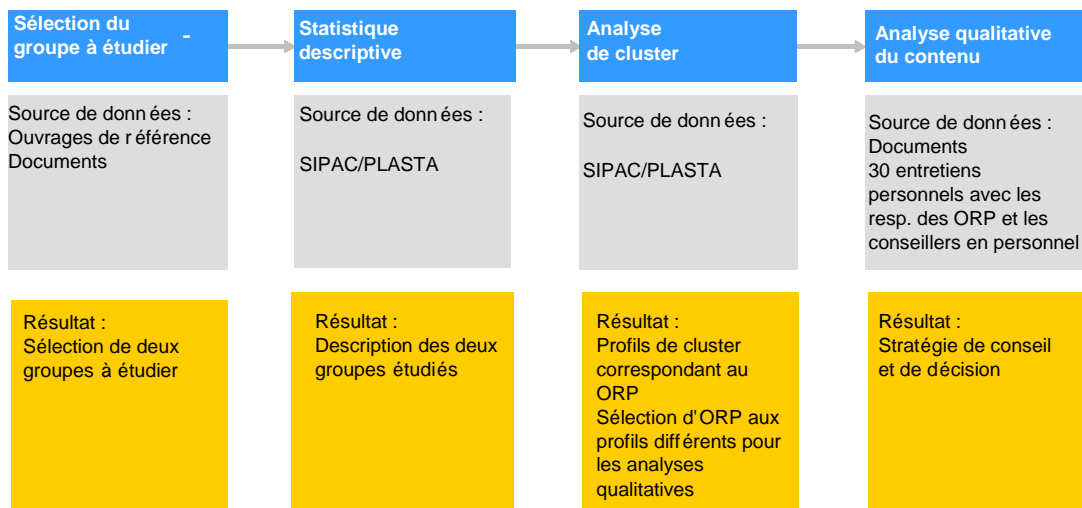 Sélection du
groupe à étudier -
Statistique
descriptive
Analyse
de cluster
Analyse qualitative
du contenu
Source de donn ées :
Ouvrages de r éférence
Documents
Source de donn ées :
SIPAC/PLASTA
Source de donn ées :
SIPAC/PLASTA
Source de donn ées :
Documents
30 entretiens
personnels avec les
resp. des ORP et les
conseillers en personnel
Résultat :
Sélection de deux
groupes à étudier
Résultat :
Description des deux
groupes étudiés
Résultat :
Profils de cluster
correspondant au
ORP
Sélection d'ORP aux
profils diff érents pour
les analyses
qualitatives
Résultat :
Stratégie de conseil
et de décision